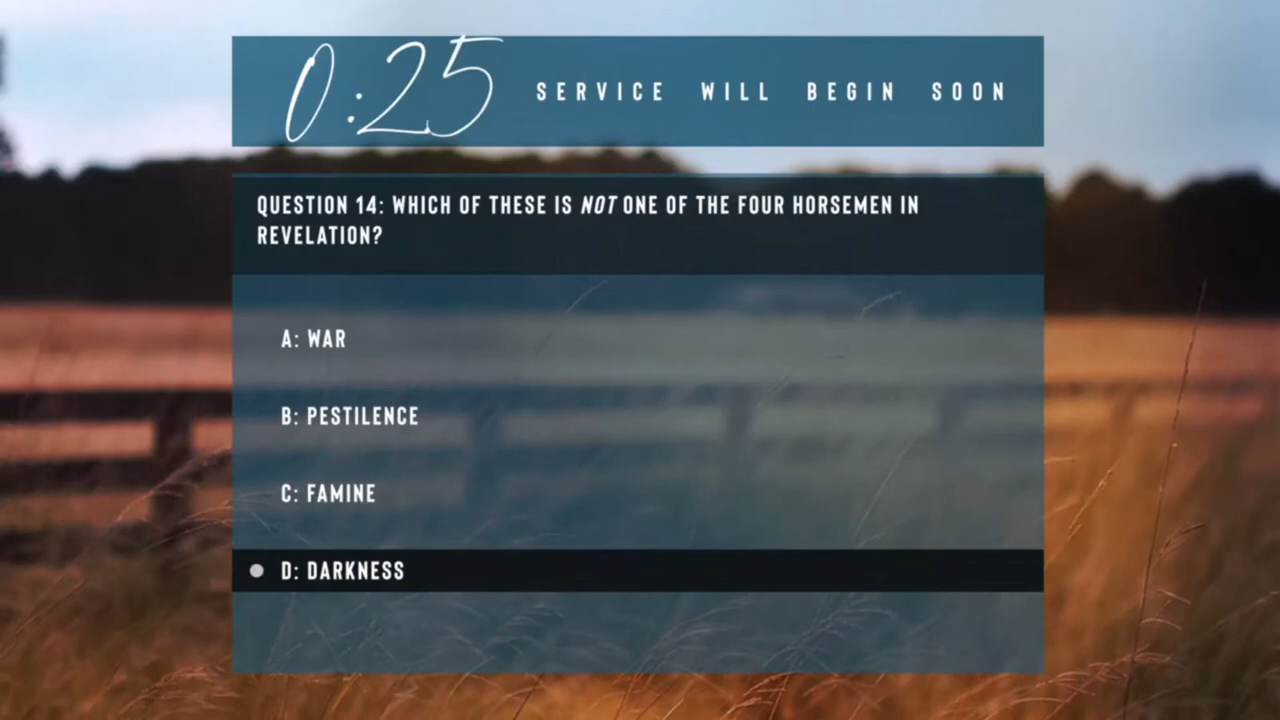 0:25 SERVICE WILL BEGIN SOON
QUESTION 14: WHICH OF THESE IS NOT ONE OF THE FOUR HORSEMEN IN
REVELATION?
A: WAR
B: PESTILENCE
C: FAMINE
D: DARKNESS